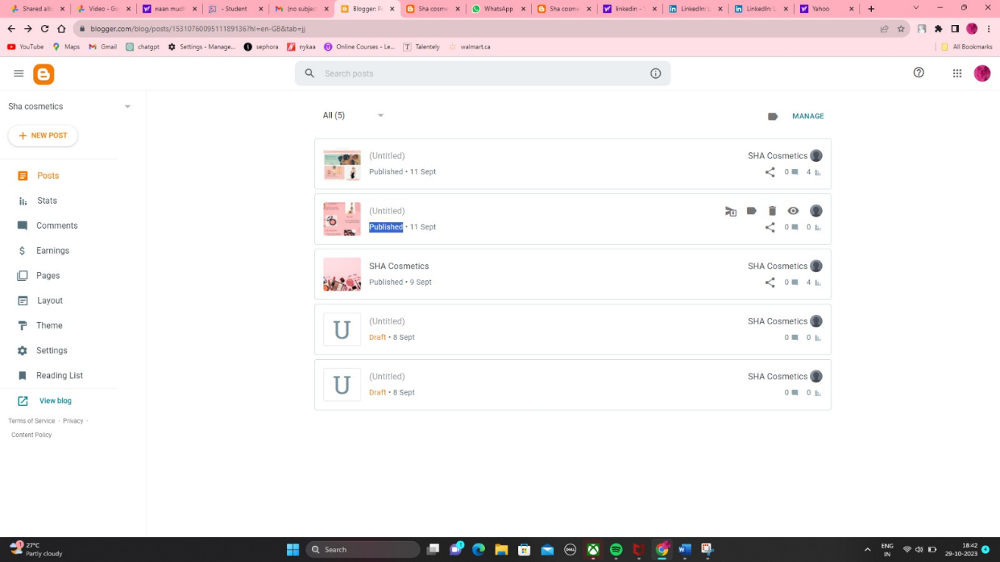 Shared alb
Video - Go
naan mudh
- Student
(no subjec
Blogger: Po
Sha cosme
WhatsApp
Sha cosme
linkedin - Y
LinkedIn: L
LinkedIn: L
Yahoo
blogger.com/blog/posts/1531076009511189136?hl=en-GB&tab=jj
YouTube
Maps
Gmail
chatgpt
Settings - Manage...
sephora
nykaa
Online Courses - Le...
Talentely
walmart.ca
All Bookmarks
Search posts
Sha cosmetics
NEW POST
Posts
Stats
Comments
Earnings
Pages
Layout
Theme
Settings
Reading List
View blog
Terms of Service · Privacy ·
Content Policy
All (5)
MANAGE
(Untitled)
SHA Cosmetics
Published • 11 Sept
0 4
(Untitled)
Published • 11 Sept
0 0
SHA Cosmetics
SHA Cosmetics
Published • 9 Sept
0 4
U
(Untitled)
SHA Cosmetics
Draft • 8 Sept
0 0
U
(Untitled)
SHA Cosmetics
Draft • 8 Sept
0 0
27°C
Partly cloudy
Search
ENG
IN
18:42
29-10-2023